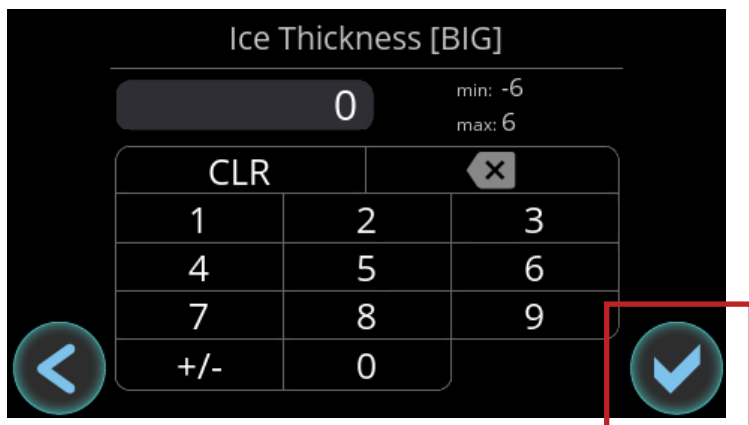 Ice Thickness [BIG]
0
min: -6
max: 6
CLR
1 2 3
4 5 6
7 8 9
+/- 0